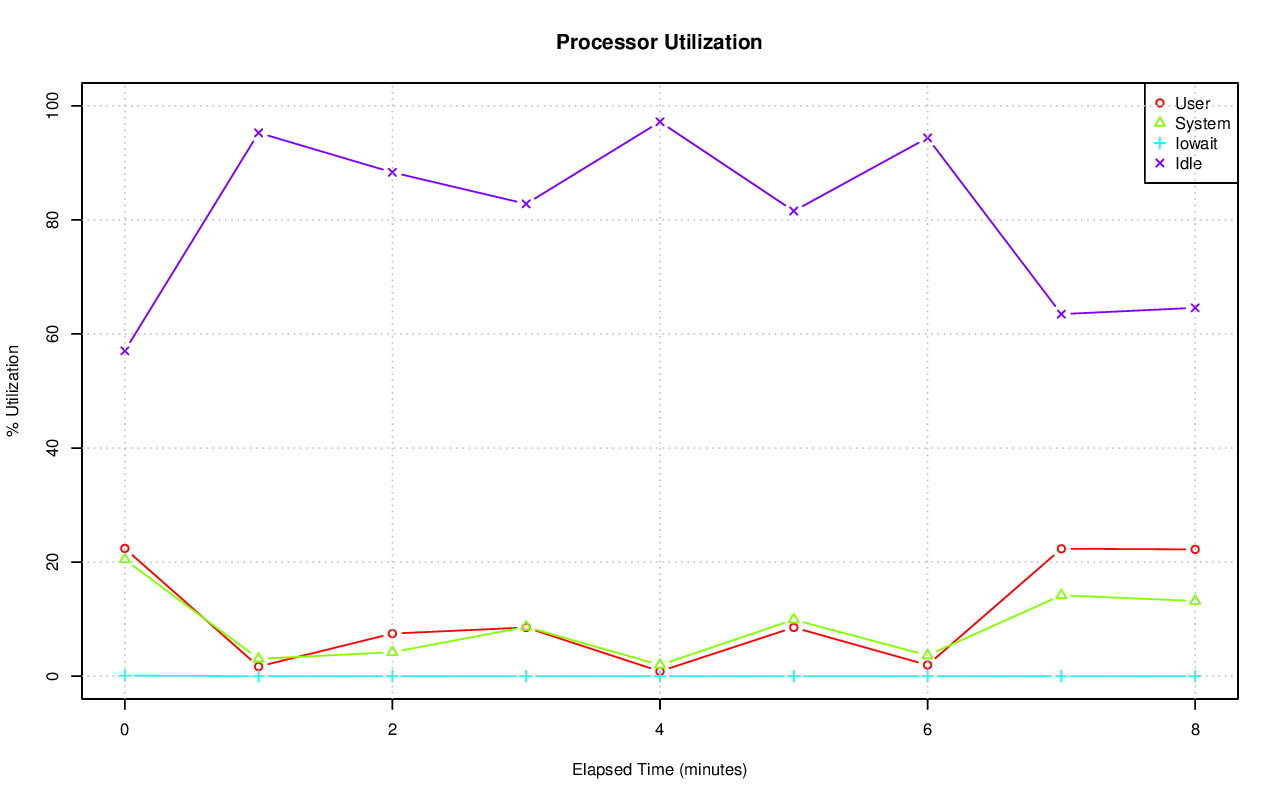 Processor Utilization
User
System
Iowait
Idle
% Utilization
100
80
60
40
20
0
0 2 4 6 8
Elapsed Time (minutes)